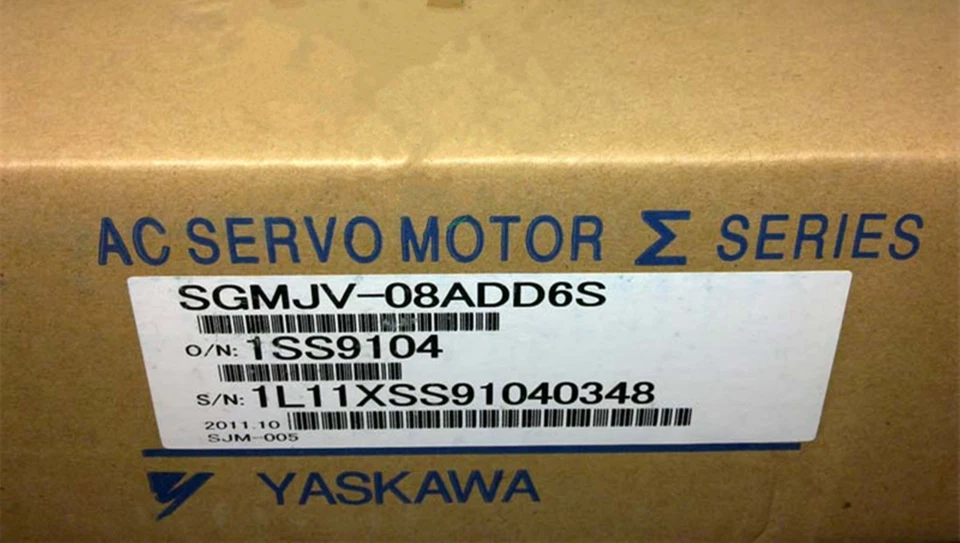 AC SERVO MOTOR Σ SERIES
SGMJV-08ADD6S
O/N: 1SS9104
S/N: 1L11XSS91040348
2011.10
SJM-005
YASKAWA